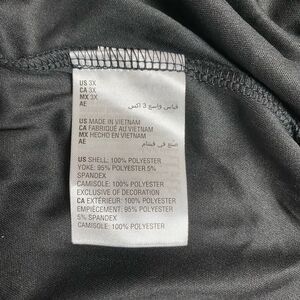 US 3X
CA 3X
MX 3X
AE قياس واسع 3 اكس
US MADE IN VIETNAM
CA FABRIQUÉ AU VIETNAM
MX HECHO EN VIETNAM
AE صنع في فيتنام
US SHELL: 100% POLYESTER
YOKE: 95% POLYESTER 5%
SPANDEX
CAMISOLE: 100% POLYESTER
EXCLUSIVE OF DECORATION
CA EXTÉRIEUR: 100% POLYESTER
EMPIÈCEMENT: 95% POLYESTER
5% SPANDEX
CAMISOLE: 100% POLYESTER